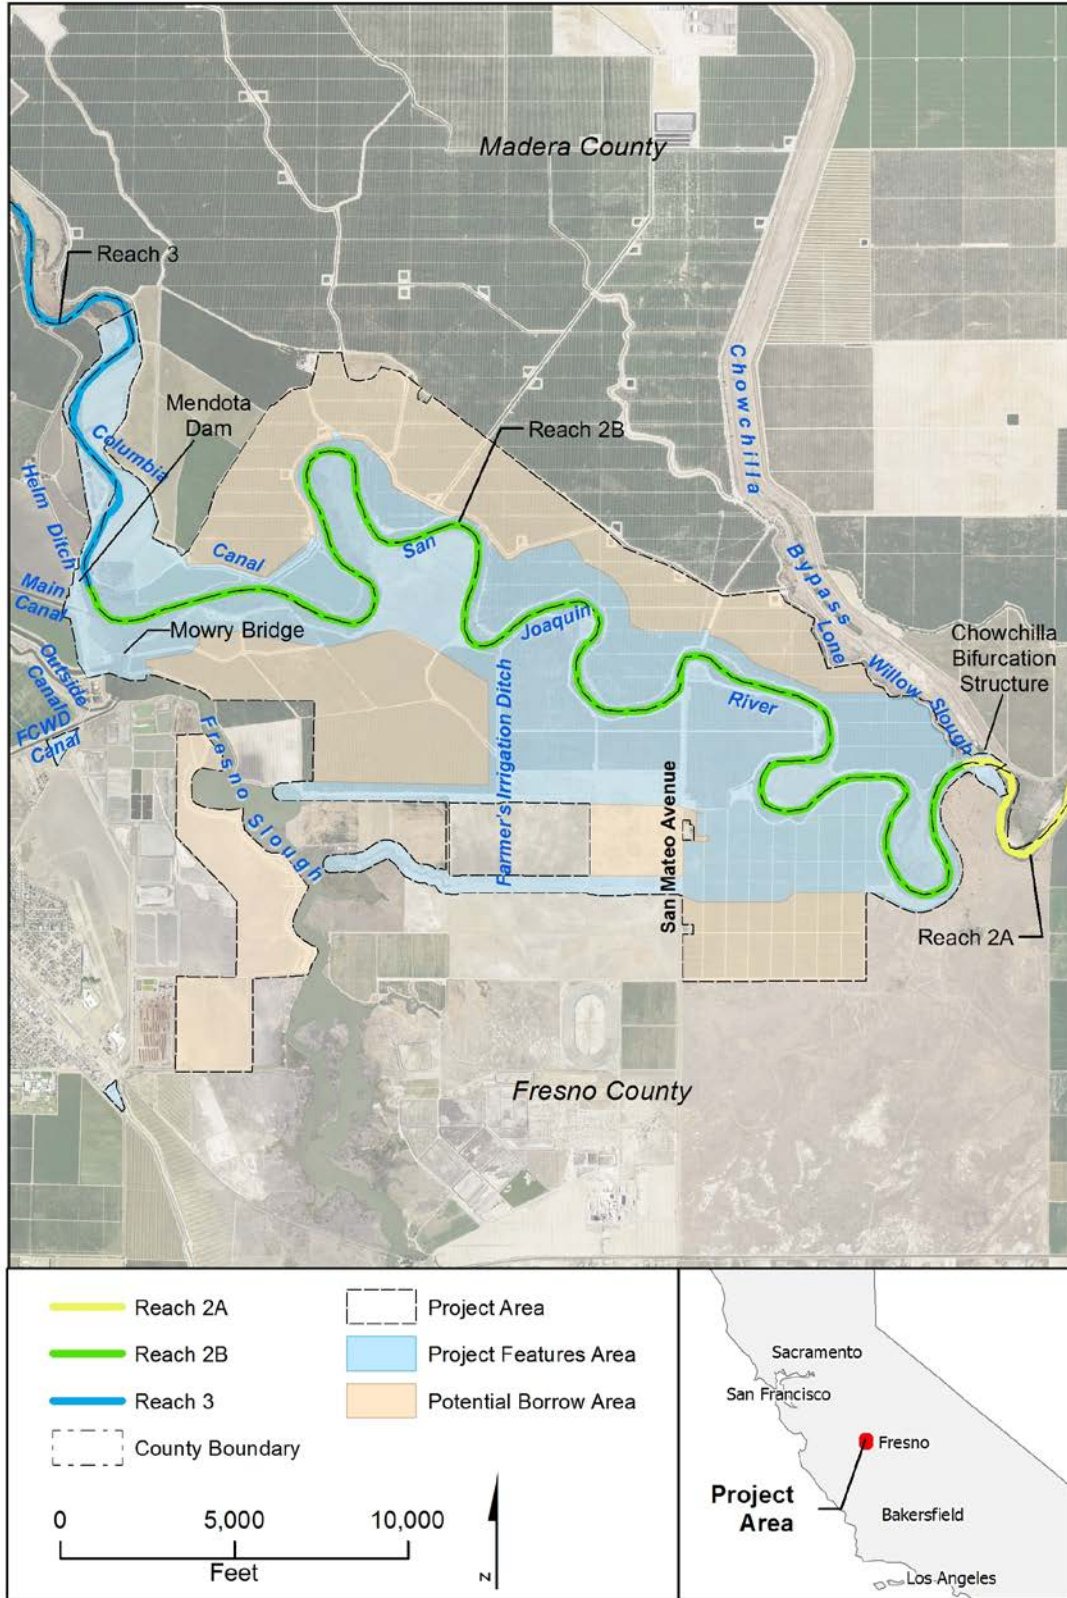 Madera County
Reach 3
Chowchilla
Mendota
Dam
Columbia
Reach 2B
Helm Ditch
Canal
San
Bypass
Main
Canal
Joaquin
Lone
Mowry Bridge
Chowchilla
Bifurcation
Structure
Willow Slough
Outside
Canal
River
Farmer's Irrigation Ditch
FCWD
Canal
Fresno
Slough
San Mateo Avenue
Reach 2A
Fresno County
Reach 2A
Reach 2B
Reach 3
County Boundary
Project Area
Project Features Area
Potential Borrow Area
0 5,000 10,000
Feet
N
Sacramento
San Francisco
Fresno
Project
Area
Bakersfield
Los Angeles